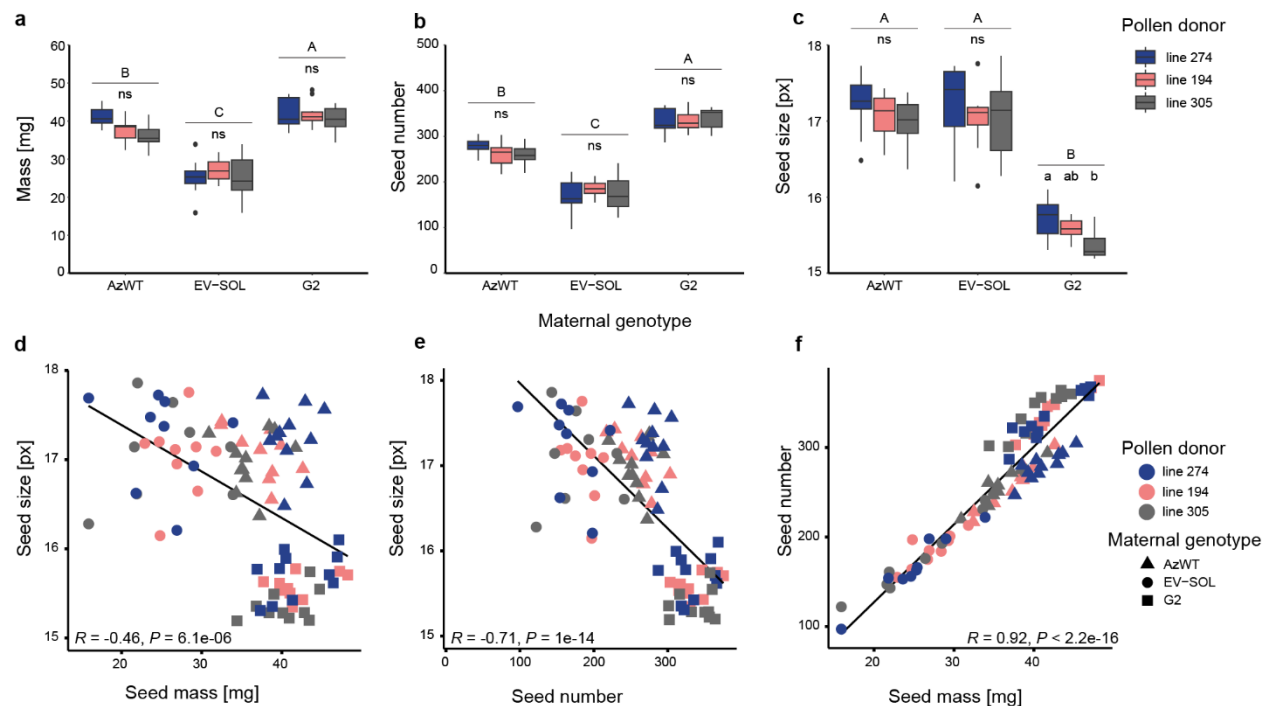 a
Mass [mg]
60
50
40
30
20
10
0
B
ns
C
ns
A
ns
AzWT
EV−SOL
G2
b
Seed number
500
400
300
200
100
0
B
ns
C
ns
A
ns
AzWT
EV−SOL
G2
c
Seed size [px]
18
17
16
15
A
ns
A
ns
B
a ab b
AzWT
EV−SOL
G2
Pollen donor
line 274
line 194
line 305
Maternal genotype
d
Seed size [px]
18
17
16
15
R = -0.46, P = 6.1e-06
20 30 40
Seed mass [mg]
e
Seed size [px]
18
17
16
15
R = -0.71, P = 1e-14
0 100 200 300
Seed number
f
Seed number
300
200
100
R = 0.92, P < 2.2e-16
20 30 40
Seed mass [mg]
Pollen donor
line 274
line 194
line 305
Maternal genotype
AzWT
EV−SOL
G2